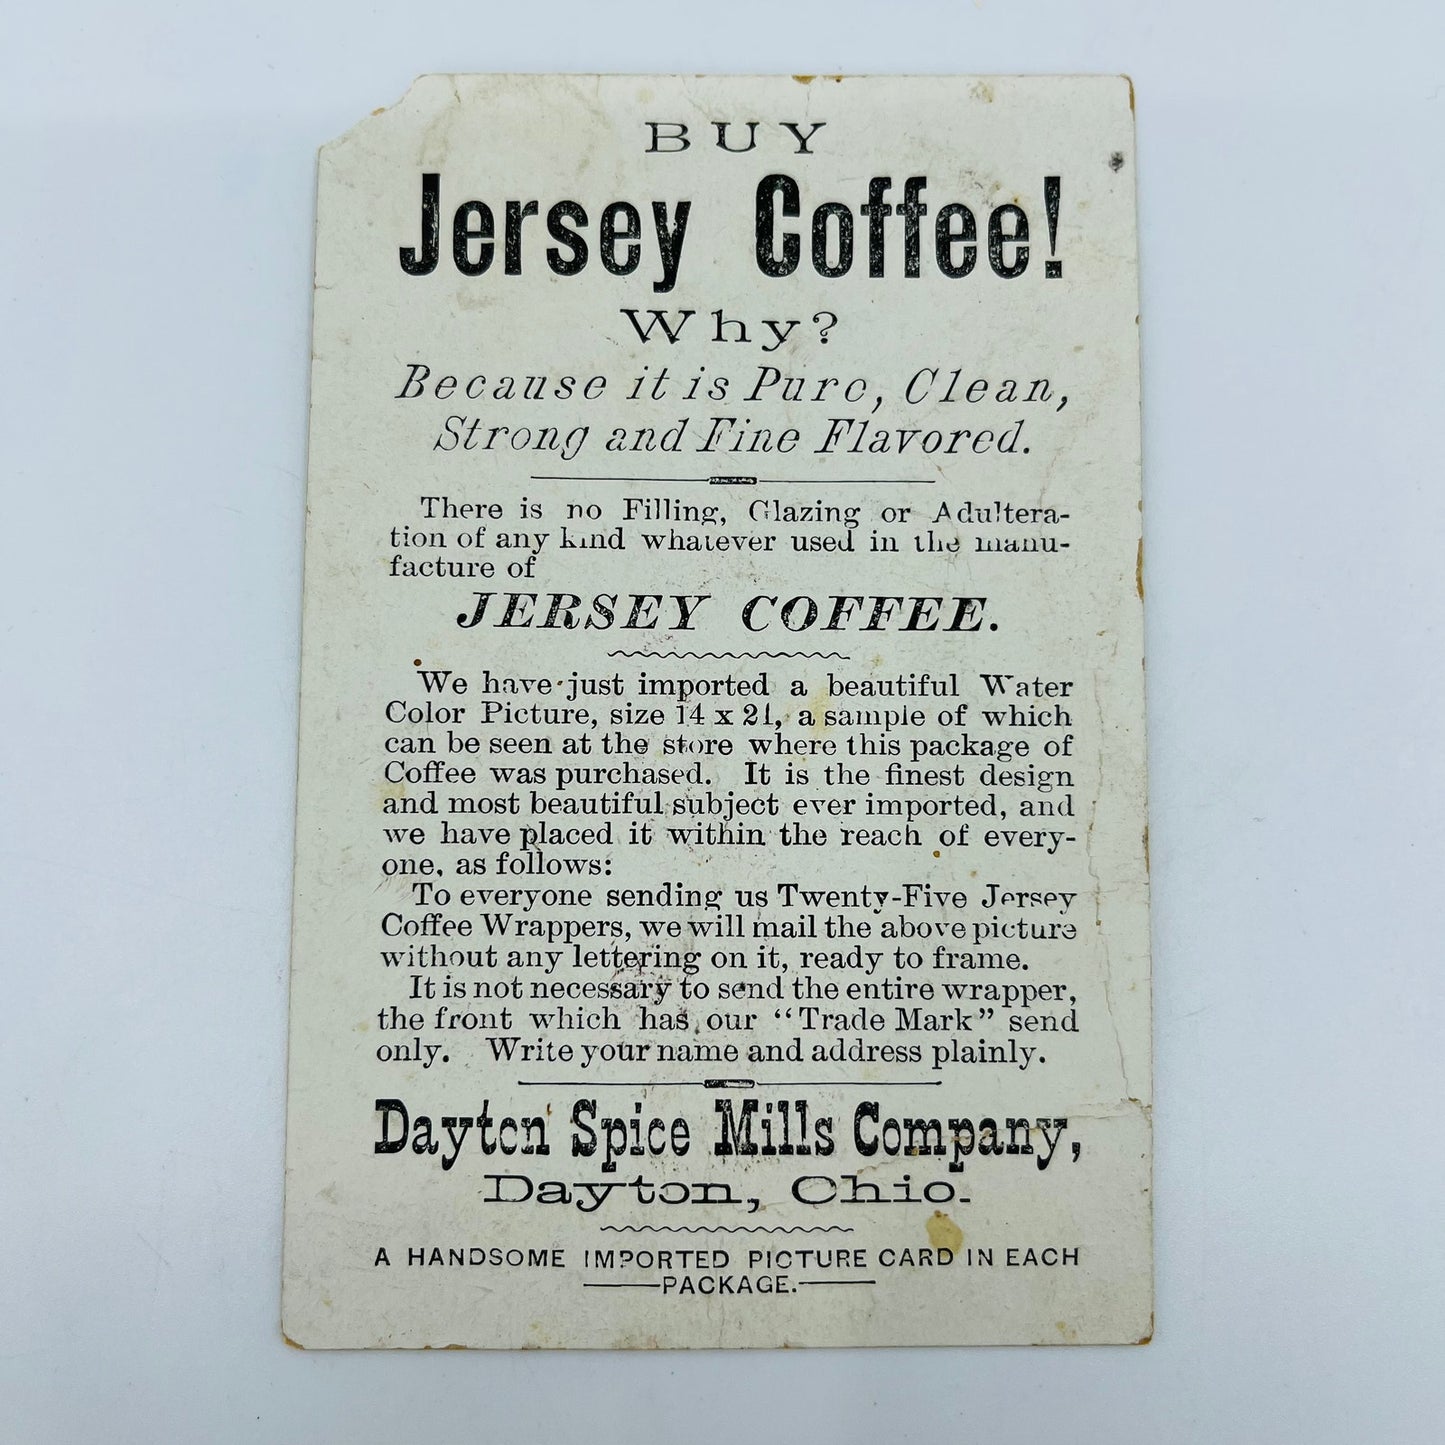 BUY
Jersey Coffee!
Why?
Because it is Pure, Clean,
Strong and Fine Flavored.
There is no Filling, Glazing or Adultera-
tion of any kind whatever used in the manu-
facture of
JERSEY COFFEE.
We have just imported a beautiful Water
Color Picture, size 14 x 21, a sample of which
can be seen at the store where this package of
Coffee was purchased. It is the finest design
and most beautiful subject ever imported, and
we have placed it within the reach of every-
one, as follows:
To everyone sending us Twenty-Five Jersey
Coffee Wrappers, we will mail the above picture
without any lettering on it, ready to frame.
It is not necessary to send the entire wrapper,
the front which has our "Trade Mark" send
only. Write your name and address plainly.
Dayton Spice Mills Company,
Dayton, Ohio.
A HANDSOME IMPORTED PICTURE CARD IN EACH
PACKAGE.